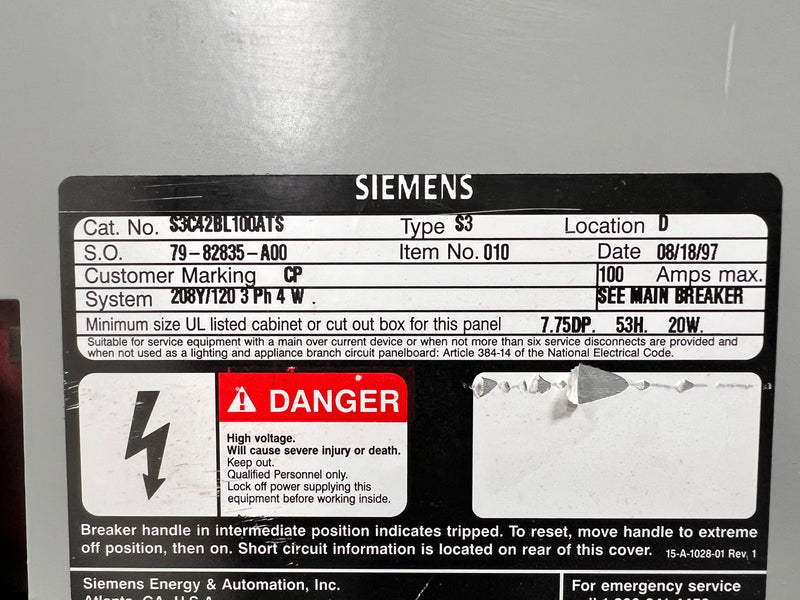 SIEMENS
Cat. No. S3C42BL100ATS Type S3 Location D
S.O. 79-82835-A00 Item No. 010 Date 08/18/97
Customer Marking CP 100 Amps max.
System 208Y/120 3 Ph 4 W . SEE MAIN BREAKER
Minimum size UL listed cabinet or cut out box for this panel 7.75DP. 53H. 20W.
Suitable for service equipment with a main over current device or when not more than six service disconnects are provided and
when not used as a lighting and appliance branch circuit panelboard: Article 384-14 of the National Electrical Code.
DANGER
High voltage.
Will cause severe injury or death.
Keep out.
Qualified Personnel only.
Lock off power supplying this
equipment before working inside.
Breaker handle in intermediate position indicates tripped. To reset, move handle to extreme
off position, then on. Short circuit information is located on rear of this cover. 15-A-1028-01 Rev. 1
Siemens Energy & Automation, Inc.
Atlanta, GA, U.S.A.
For emergency service